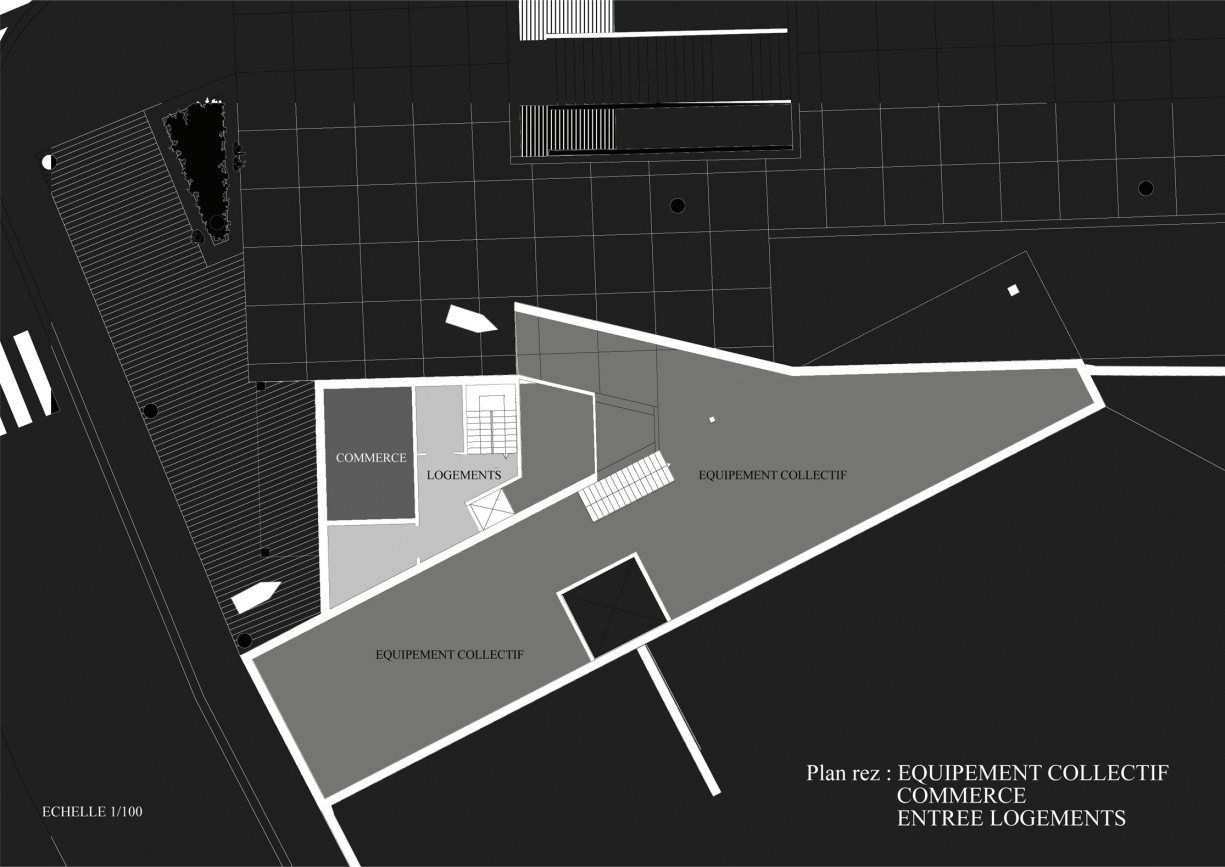 COMMERCE
LOGEMENTS
EQUIPEMENT COLLECTIF
EQUIPEMENT COLLECTIF
Plan rez : EQUIPEMENT COLLECTIF
COMMERCE
ENTREE LOGEMENTS
ECHELLE 1/100